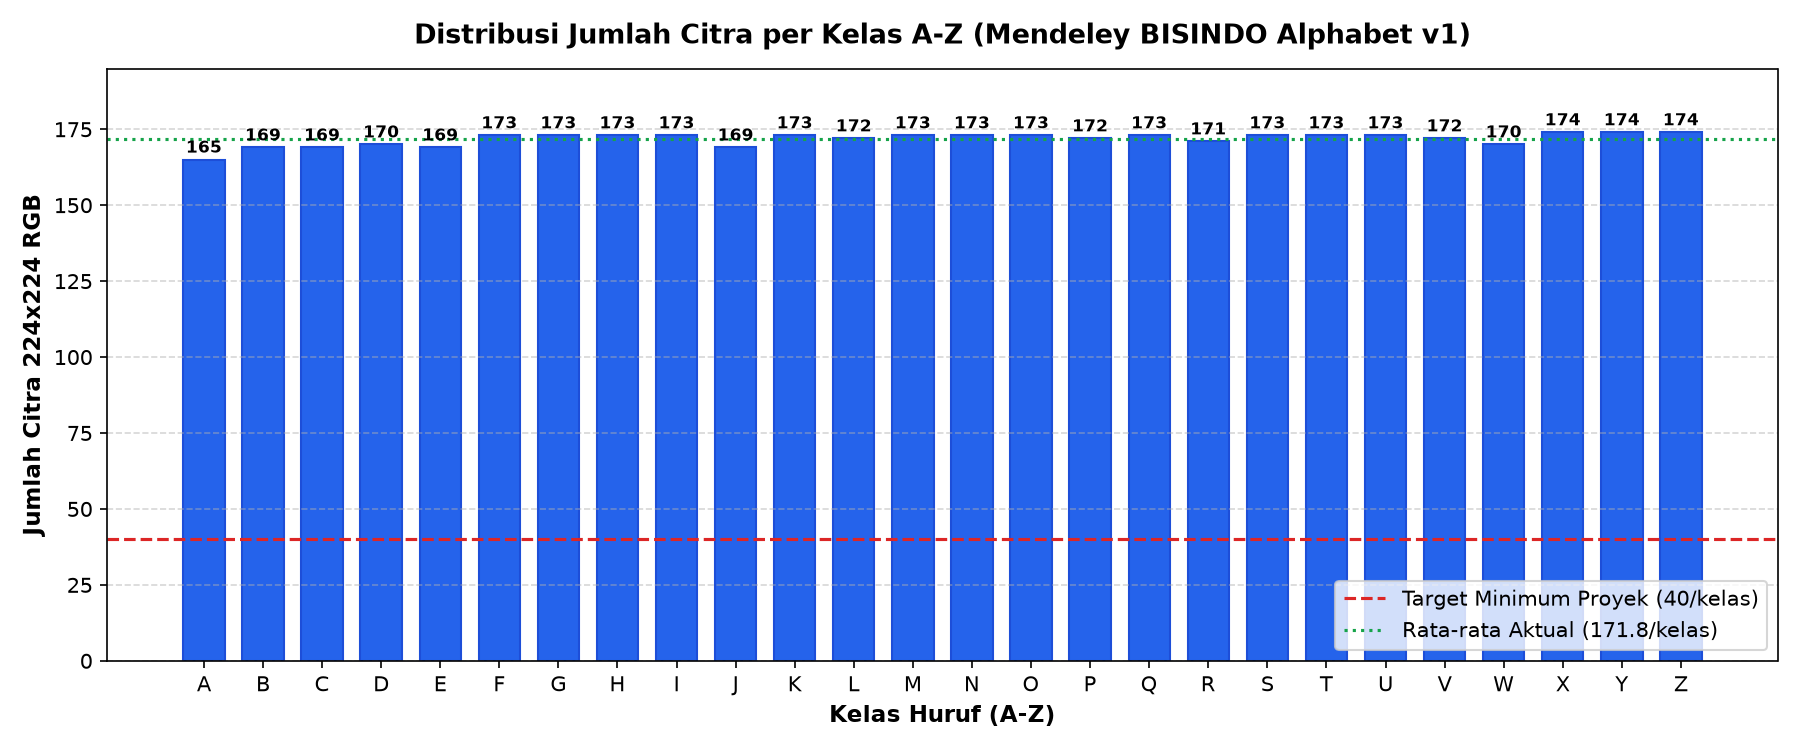 Distribusi Jumlah Citra per Kelas A-Z (Mendeley BISINDO Alphabet v1)
Jumlah Citra 224x224 RGB
175
150
125
100
75
50
25
0
165 169 169 170 169 173 173 173 173 169 173 172 173 173 173 172 173 171 173 173 173 172 170 174 174 174
Target Minimum Proyek (40/kelas)
Rata-rata Aktual (171.8/kelas)
A B C D E F G H I J K L M N O P Q R S T U V W X Y Z
Kelas Huruf (A-Z)